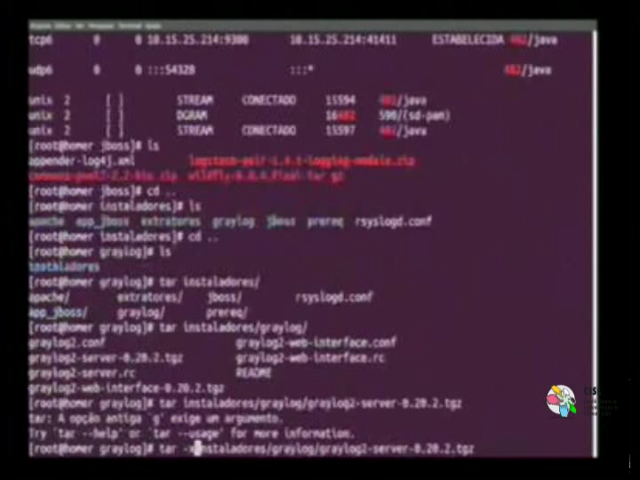 tcp6 0 0 10.15.25.214:9300 10.15.25.214:41411 ESTABELECIDA 482/java
udp6 0 0 :::54328 :::* 482/java
unix 2 [ ] STREAM CONECTADO 15594 482/java
unix 2 [ ] DGRAM 16482 590/(sd-pam)
unix 2 [ ] STREAM CONECTADO 15597 482/java
[root@homer jboss]# ls
appender-log4j.xml
[root@homer jboss]# cd ..
[root@homer instaladores]# ls
apache app_jboss extratores graylog jboss prereq rsyslogd.conf
[root@homer instaladores]# cd ..
[root@homer graylog]# ls
instaladores
[root@homer graylog]# tar instaladores/
apache/ extratores/ jboss/ rsyslogd.conf
app_jboss/ graylog/ prereq/
[root@homer graylog]# tar instaladores/graylog/
graylog2.conf graylog2-web-interface.conf
graylog2-server-0.20.2.tgz graylog2-web-interface.rc
graylog2-server.rc README
graylog2-web-interface-0.20.2.tgz
[root@homer graylog]# tar instaladores/graylog/graylog2-server-0.20.2.tgz
tar: A opção antiga 'g' exige um argumento.
Try 'tar --help' or 'tar --usage' for more information.
[root@homer graylog]# tar -x instaladores/graylog/graylog2-server-0.20.2.tgz